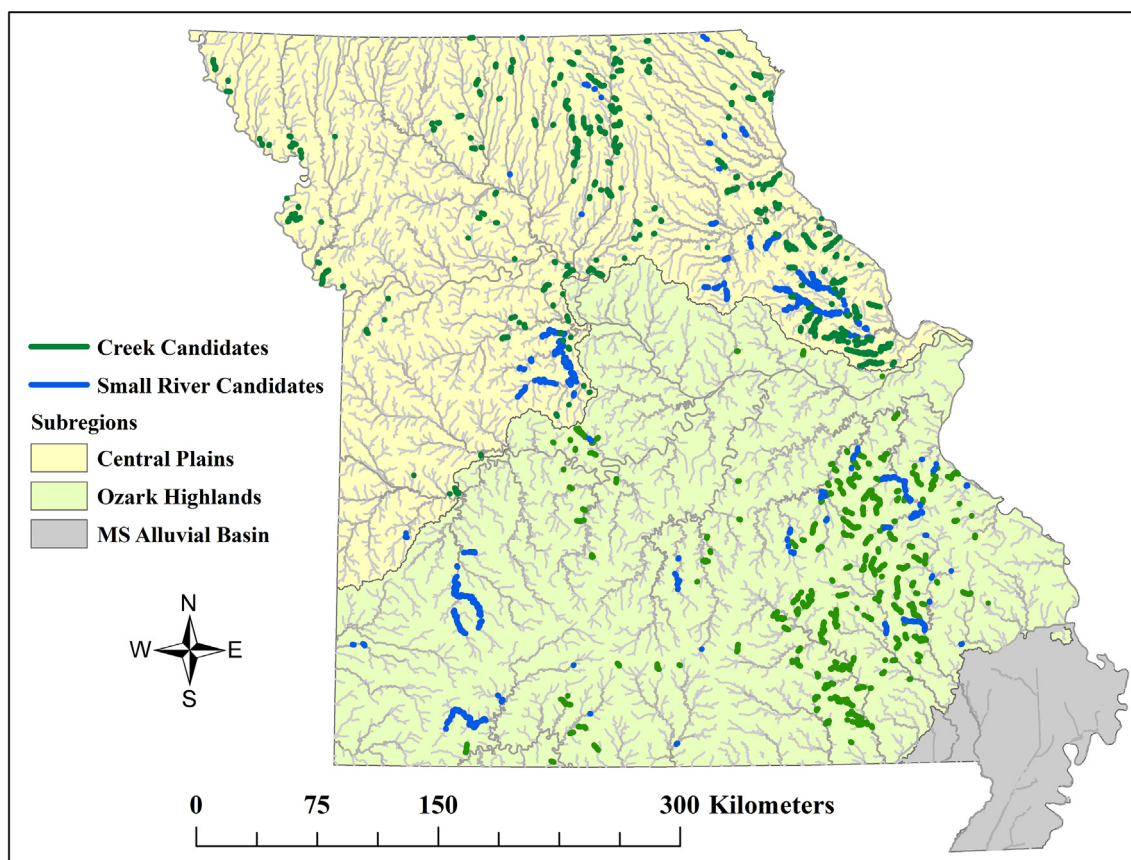 Creek Candidates
Small River Candidates
Subregions
Central Plains
Ozark Highlands
MS Alluvial Basin
N
W E
S
0 75 150 300 Kilometers